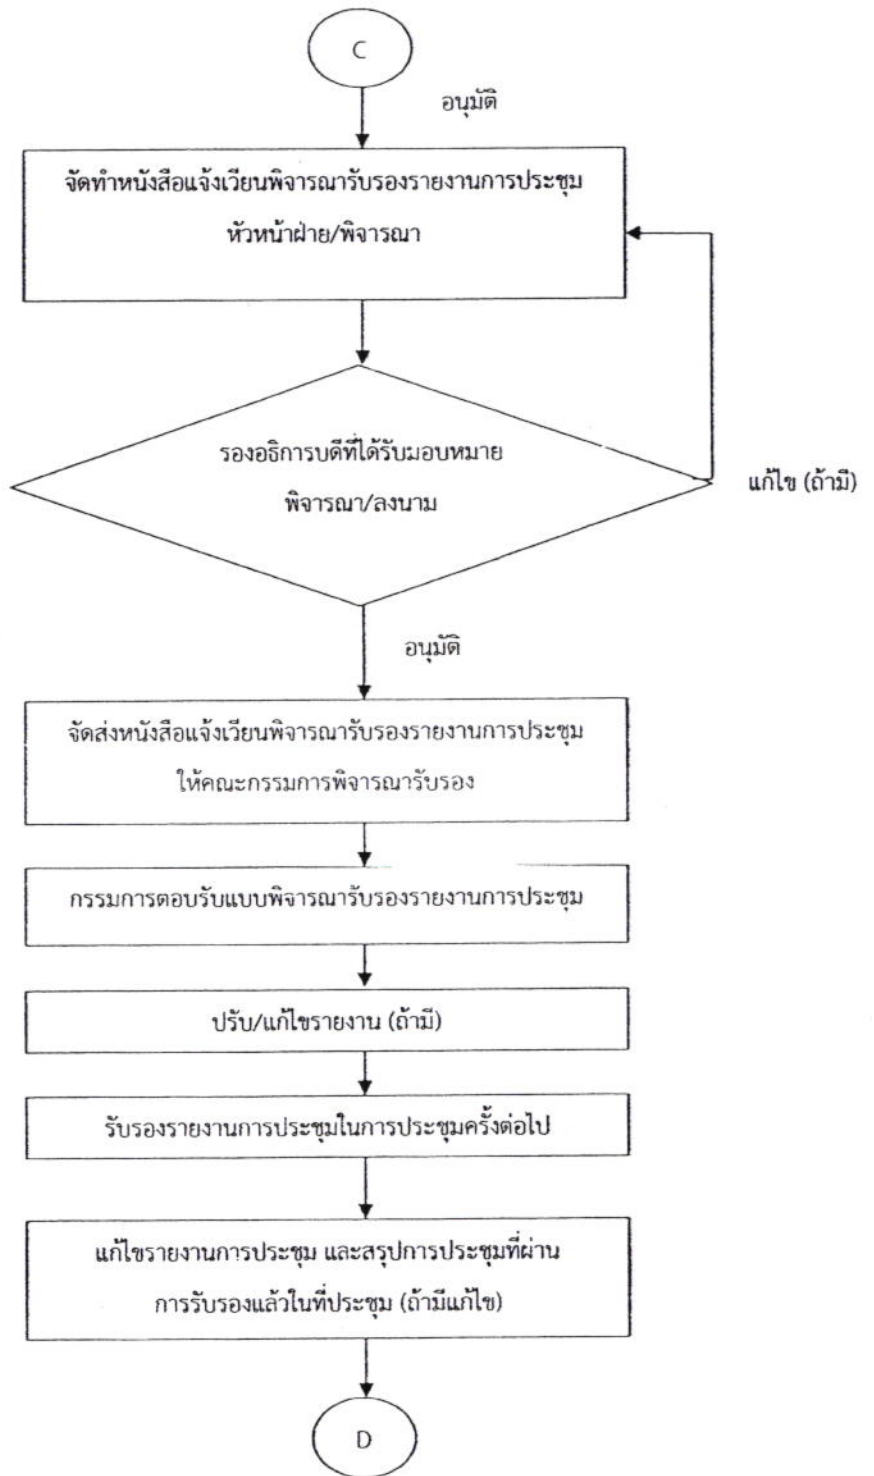 C
อนุมัติ
จัดทำหนังสือแจ้งเวียนพิจารณารับรองรายงานการประชุม
หัวหน้าฝ่าย/พิจารณา
รองอธิการบดีที่ได้รับมอบหมาย
พิจารณา/ลงนาม
แก้ไข (ถ้ามี)
อนุมัติ
จัดส่งหนังสือแจ้งเวียนพิจารณารับรองรายงานการประชุม
ให้คณะกรรมการพิจารณารับรอง
กรรมการตอบรับแบบพิจารณารับรองรายงานการประชุม
ปรับ/แก้ไขรายงาน (ถ้ามี)
รับรองรายงานการประชุมในการประชุมครั้งต่อไป
แก้ไขรายงานการประชุม และสรุปการประชุมที่ผ่าน
การรับรองแล้วในที่ประชุม (ถ้ามีแก้ไข)
D